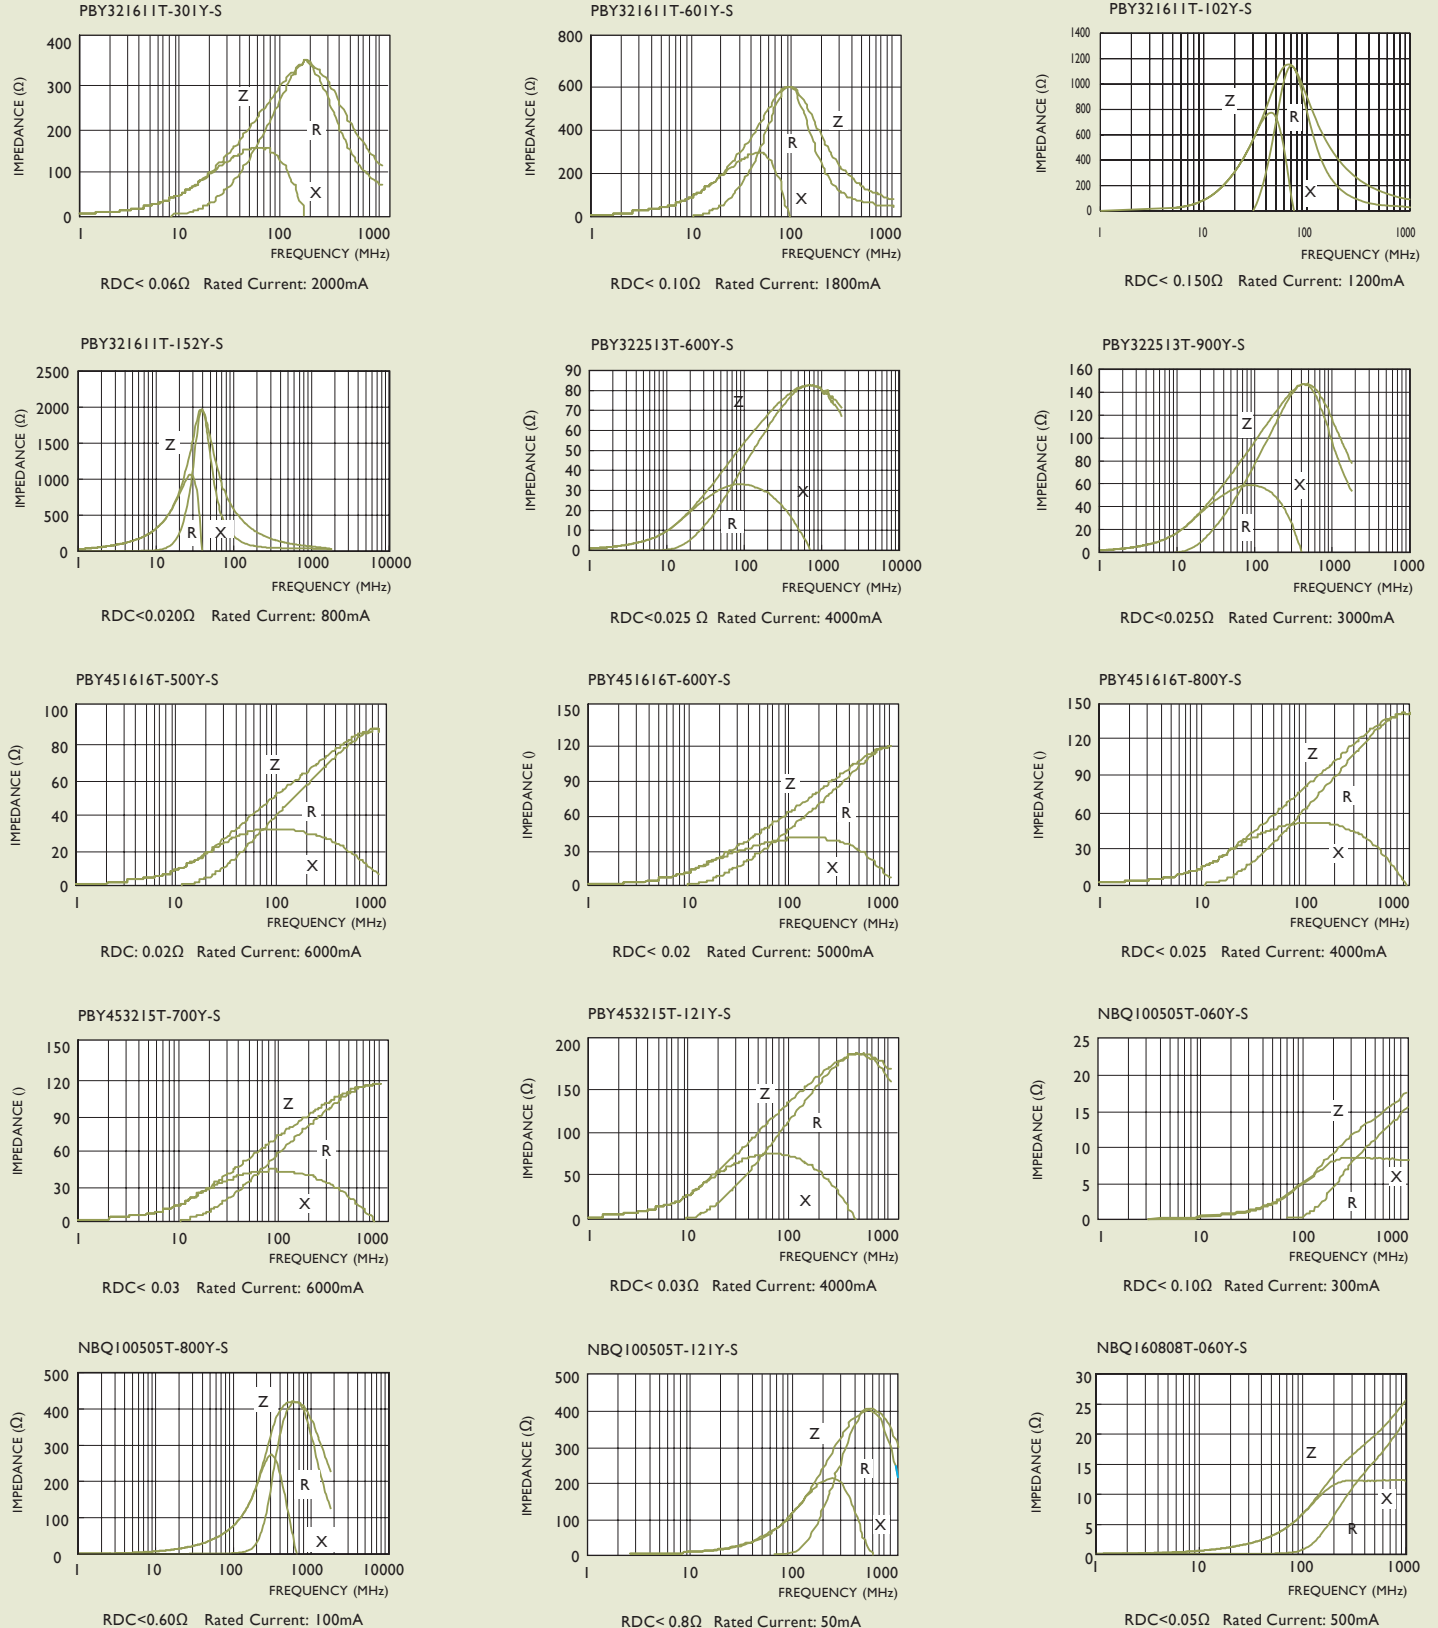 PBY321611T-301Y-S
IMPEDANCE (Ω)
400
300
200
100
0
Z
R
X
1 10 100 1000
FREQUENCY (MHz)
RDC< 0.06Ω Rated Current: 2000mA
PBY321611T-601Y-S
IMPEDANCE (Ω)
800
600
400
200
0
Z
R
X
1 10 100 1000
FREQUENCY (MHz)
RDC< 0.10Ω Rated Current: 1800mA
PBY321611T-102Y-S
IMPEDANCE (Ω)
1400
1200
1000
800
600
400
200
0
Z
R
X
1 10 100 1000
FREQUENCY (MHz)
RDC< 0.150Ω Rated Current: 1200mA
PBY321611T-152Y-S
IMPEDANCE (Ω)
2500
2000
1500
1000
500
0
Z
R X
1 10 100 1000 10000
FREQUENCY (MHz)
RDC<0.020Ω Rated Current: 800mA
PBY322513T-600Y-S
IMPEDANCE (Ω)
90
80
70
60
50
40
30
20
10
0
Z
X
R
1 10 100 1000 10000
FREQUENCY (MHz)
RDC<0.025 Ω Rated Current: 4000mA
PBY322513T-900Y-S
IMPEDANCE (Ω)
160
140
120
100
80
60
40
20
0
Z
X
R
1 10 100 1000 1000
FREQUENCY (MHz)
RDC<0.025Ω Rated Current: 3000mA
PBY451616T-500Y-S
IMPEDANCE (Ω)
100
80
60
40
20
0
Z
R
X
1 10 100 1000
FREQUENCY (MHz)
RDC: 0.02Ω Rated Current: 6000mA
PBY451616T-600Y-S
IMPEDANCE ()
150
120
90
60
30
0
Z
R
X
1 10 100 1000
FREQUENCY (MHz)
RDC< 0.02 Rated Current: 5000mA
PBY451616T-800Y-S
IMPEDANCE ()
150
120
90
60
30
0
Z
R
X
1 10 100 1000
FREQUENCY (MHz)
RDC< 0.025 Rated Current: 4000mA
PBY453215T-700Y-S
IMPEDANCE ()
150
120
90
60
30
0
Z
R
X
1 10 100 1000
FREQUENCY (MHz)
RDC< 0.03 Rated Current: 6000mA
PBY453215T-121Y-S
IMPEDANCE (Ω)
200
150
100
50
0
Z
R
X
1 10 100 1000
FREQUENCY (MHz)
RDC< 0.03Ω Rated Current: 4000mA
NBQ100505T-060Y-S
IMPEDANCE (Ω)
25
20
15
10
5
0
Z
X
R
1 10 100 1000
FREQUENCY (MHz)
RDC< 0.10Ω Rated Current: 300mA
NBQ100505T-800Y-S
IMPEDANCE (Ω)
500
400
300
200
100
0
Z
R
X
1 10 100 1000 10000
FREQUENCY (MHz)
RDC<0.60Ω Rated Current: 100mA
NBQ100505T-121Y-S
IMPEDANCE (Ω)
500
400
300
200
100
0
Z
R
X
1 10 100 1000
FREQUENCY (MHz)
RDC< 0.8Ω Rated Current: 50mA
NBQ160808T-060Y-S
IMPEDANCE (Ω)
30
25
20
15
10
5
0
Z
X
R
1 10 100 1000
FREQUENCY (MHz)
RDC<0.05Ω Rated Current: 500mA